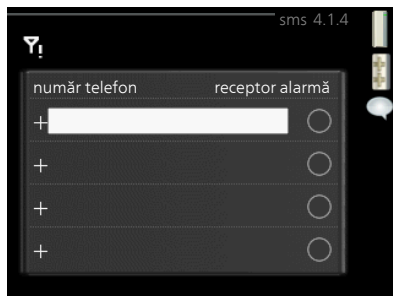 sms 4.1.4
număr telefon receptor alarmă
+
+
+
+